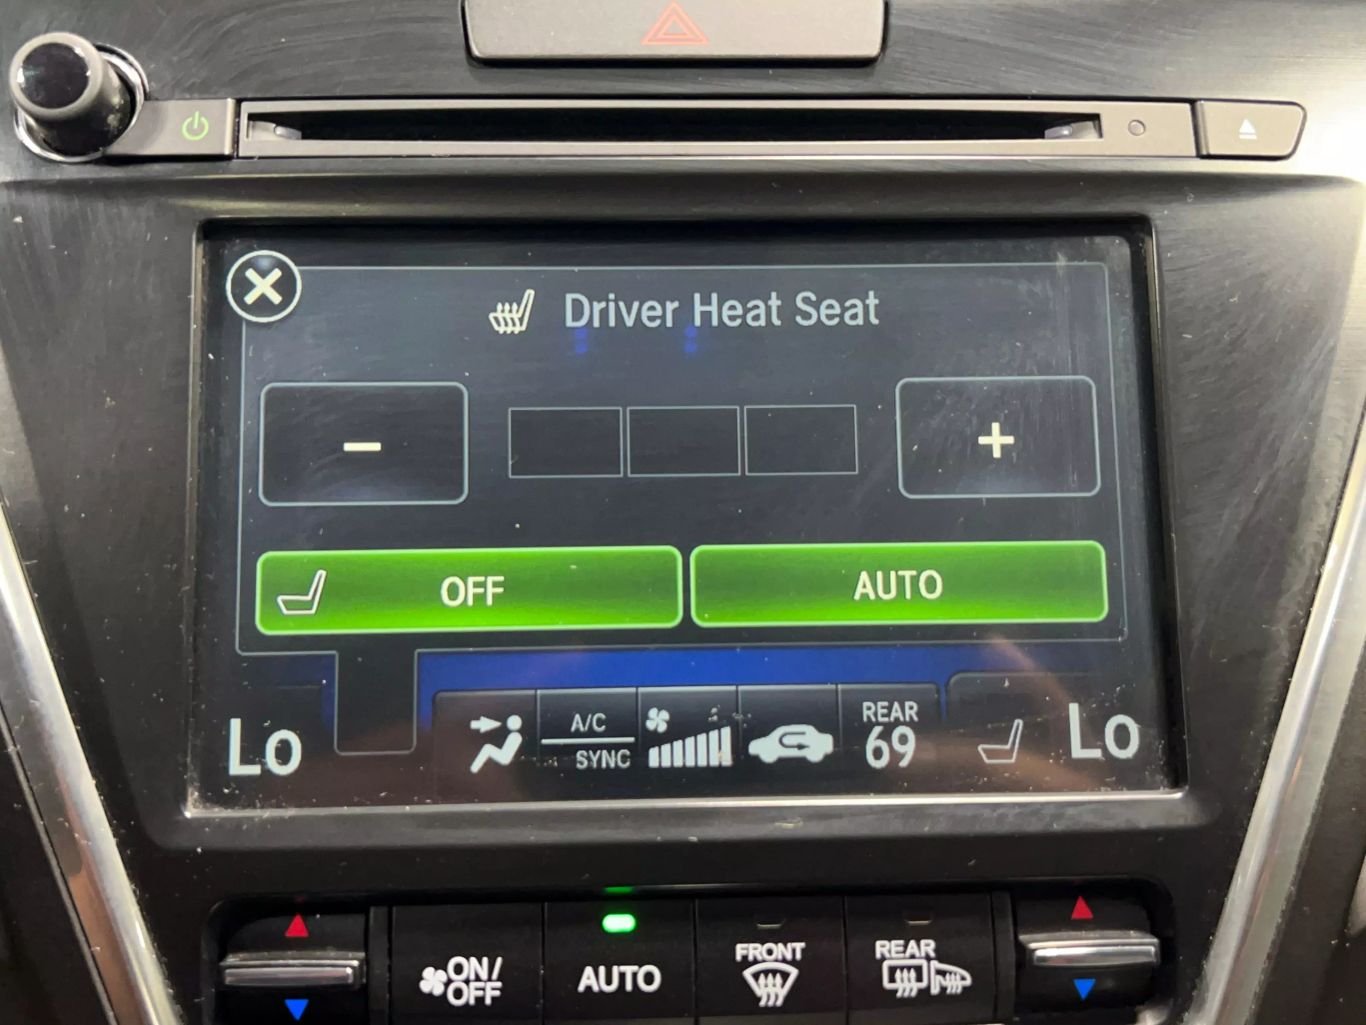 Driver Heat Seat
−
+
OFF
AUTO
Lo
A/C
SYNC
REAR
69
Lo
ON/
OFF
AUTO
FRONT
REAR